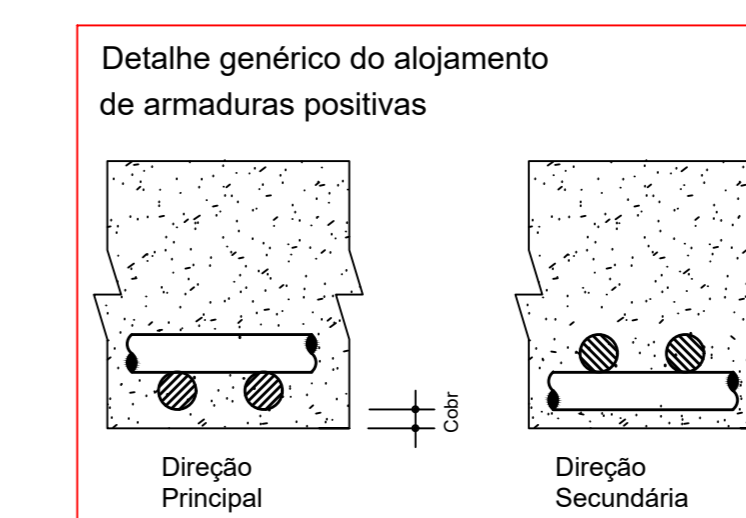 Detalhe genérico do alojamento
de armaduras positivas
Cobr
Direção
Principal
Direção
Secundária